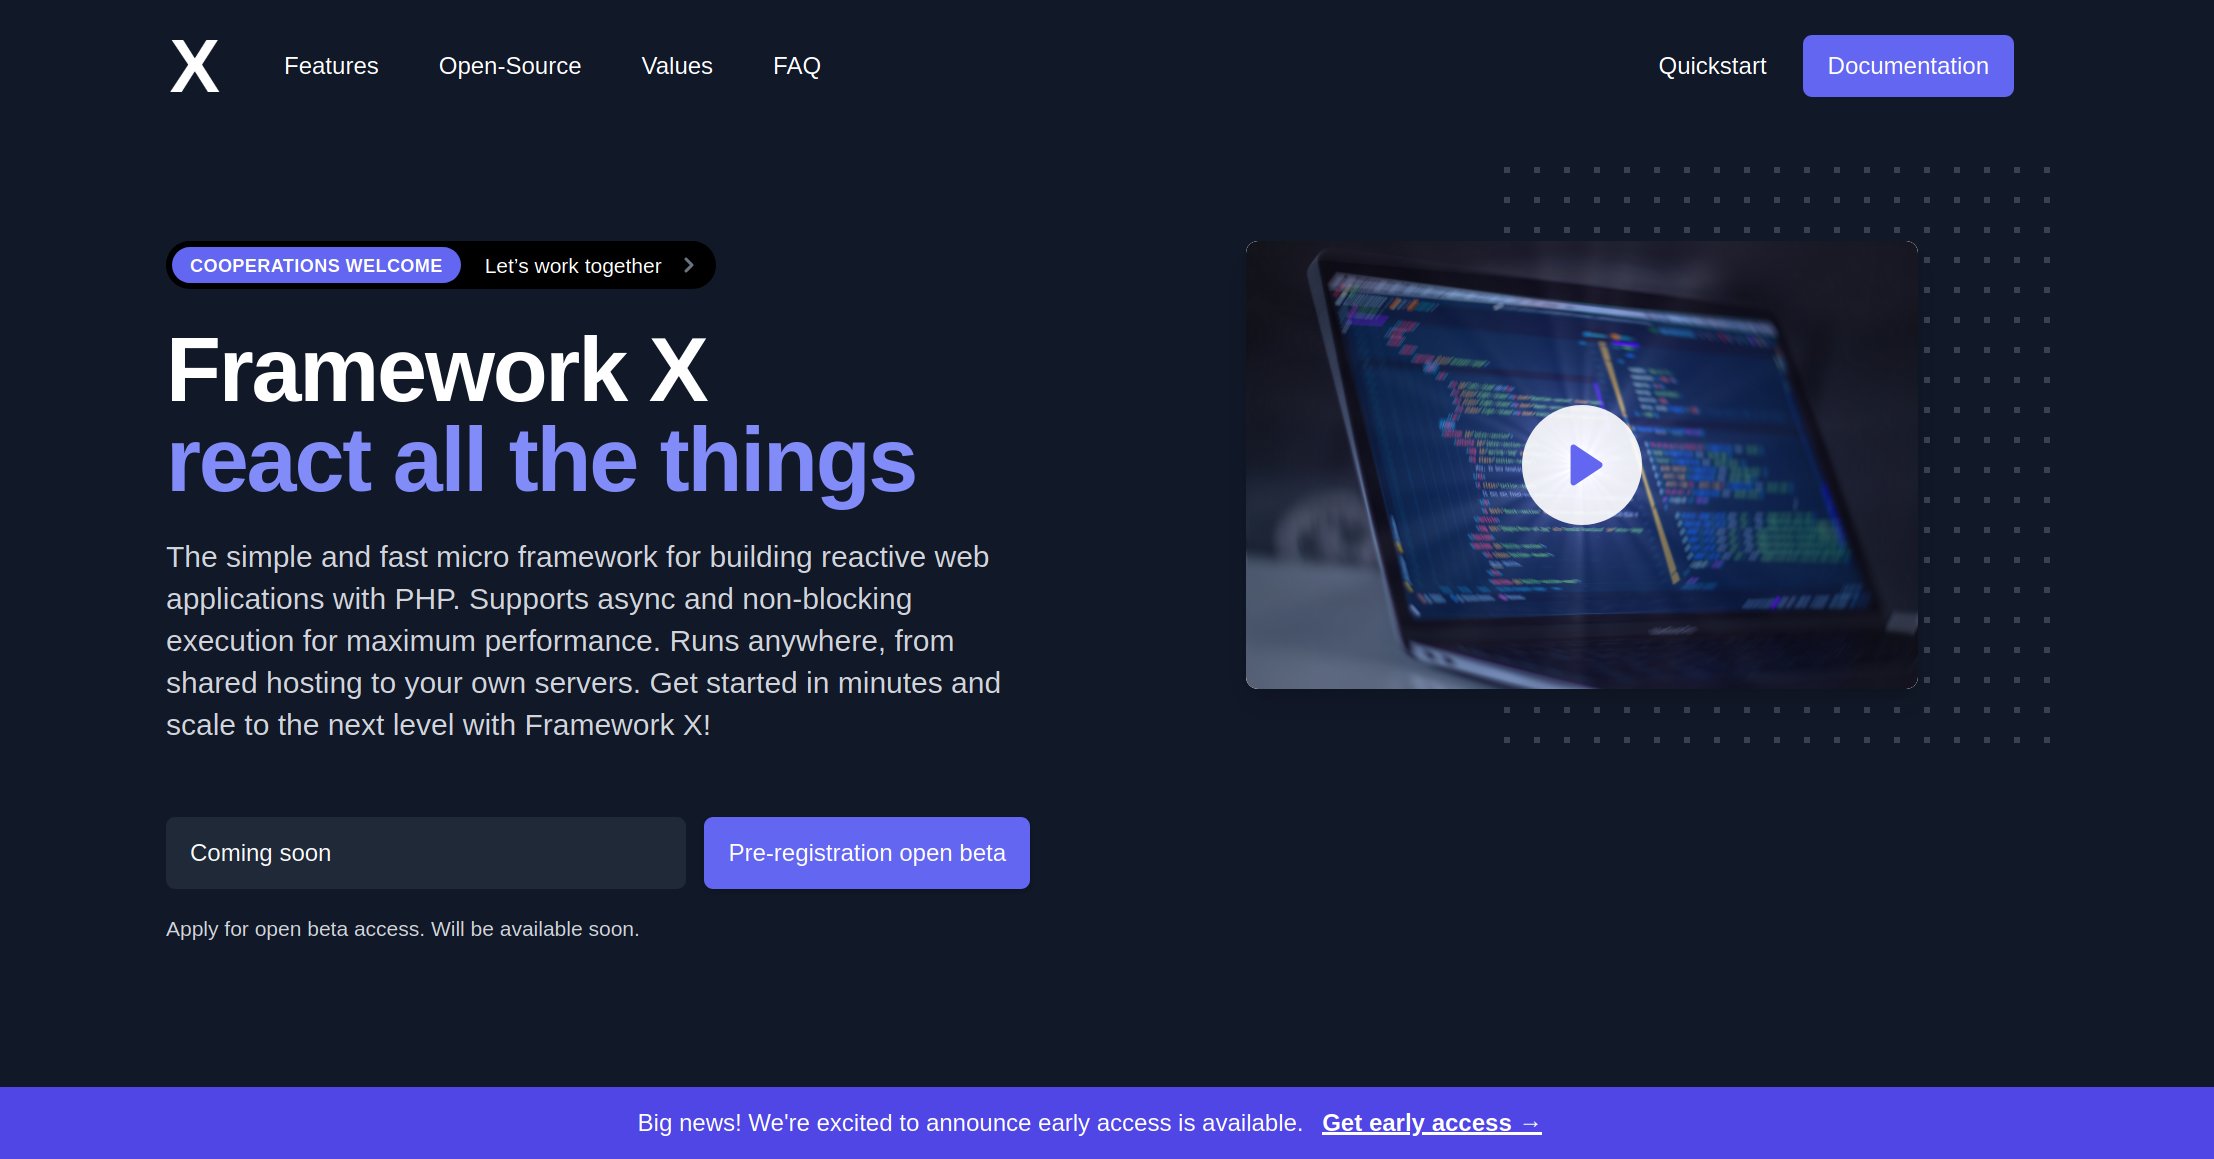 X
Features
Open-Source
Values
FAQ
Quickstart
Documentation
COOPERATIONS WELCOME
Let’s work together
Framework X
react all the things
The simple and fast micro framework for building reactive web
applications with PHP. Supports async and non-blocking
execution for maximum performance. Runs anywhere, from
shared hosting to your own servers. Get started in minutes and
scale to the next level with Framework X!
Coming soon
Pre-registration open beta
Apply for open beta access. Will be available soon.
Big news! We're excited to announce early access is available. Get early access →